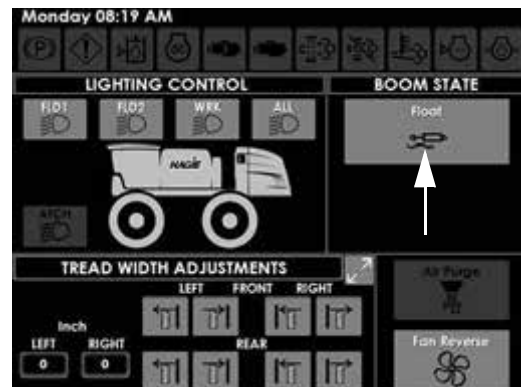 Monday 08:19 AM
LIGHTING CONTROL
FLD1 FLD2 WRK ALL
HAGIE
ATCH
BOOM STATE
Float
TREAD WIDTH ADJUSTMENTS
LEFT FRONT RIGHT
Inch
LEFT RIGHT
0 0
REAR
Air Purge
Fan Reverse